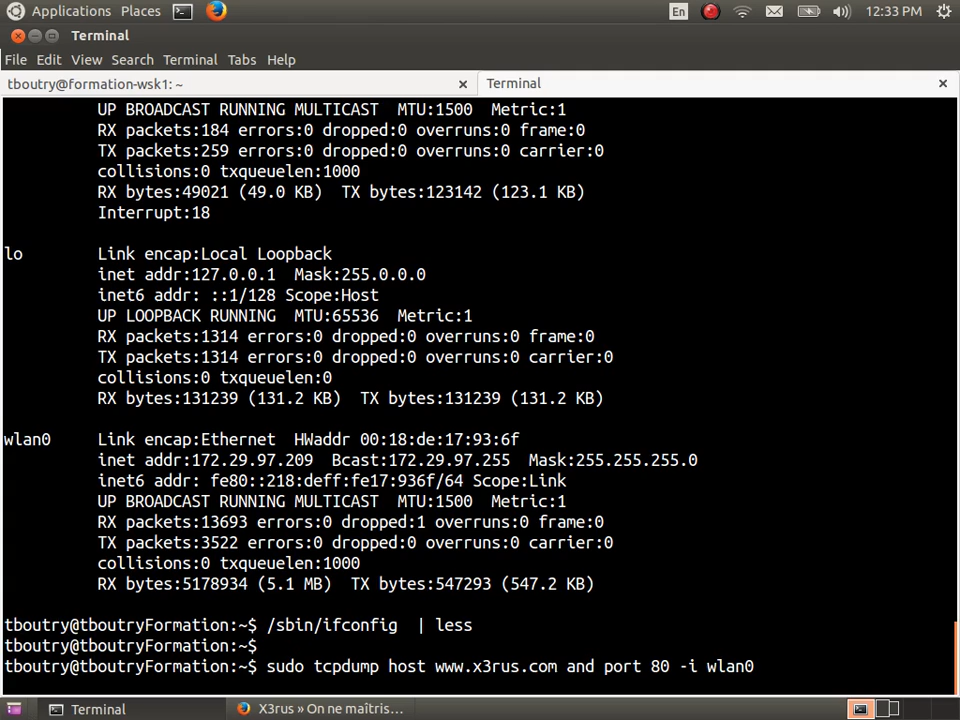 Applications Places En 12:33 PM
Terminal
File Edit View Search Terminal Tabs Help
tboutry@formation-wsk1: ~ × Terminal ×
UP BROADCAST RUNNING MULTICAST  MTU:1500  Metric:1
RX packets:184 errors:0 dropped:0 overruns:0 frame:0
TX packets:259 errors:0 dropped:0 overruns:0 carrier:0
collisions:0 txqueuelen:1000
RX bytes:49021 (49.0 KB)  TX bytes:123142 (123.1 KB)
Interrupt:18
lo        Link encap:Local Loopback
inet addr:127.0.0.1  Mask:255.0.0.0
inet6 addr: ::1/128 Scope:Host
UP LOOPBACK RUNNING  MTU:65536  Metric:1
RX packets:1314 errors:0 dropped:0 overruns:0 frame:0
TX packets:1314 errors:0 dropped:0 overruns:0 carrier:0
collisions:0 txqueuelen:0
RX bytes:131239 (131.2 KB)  TX bytes:131239 (131.2 KB)
wlan0     Link encap:Ethernet  HWaddr 00:18:de:17:93:6f
inet addr:172.29.97.209  Bcast:172.29.97.255  Mask:255.255.255.0
inet6 addr: fe80::218:deff:fe17:936f/64 Scope:Link
UP BROADCAST RUNNING MULTICAST  MTU:1500  Metric:1
RX packets:13693 errors:0 dropped:1 overruns:0 frame:0
TX packets:3522 errors:0 dropped:0 overruns:0 carrier:0
collisions:0 txqueuelen:1000
RX bytes:5178934 (5.1 MB)  TX bytes:547293 (547.2 KB)
tboutry@tboutryFormation:~$ /sbin/ifconfig  | less
tboutry@tboutryFormation:~$
tboutry@tboutryFormation:~$ sudo tcpdump host www.x3rus.com and port 80 -i wlan0
Terminal X3rus » On ne maîtris...